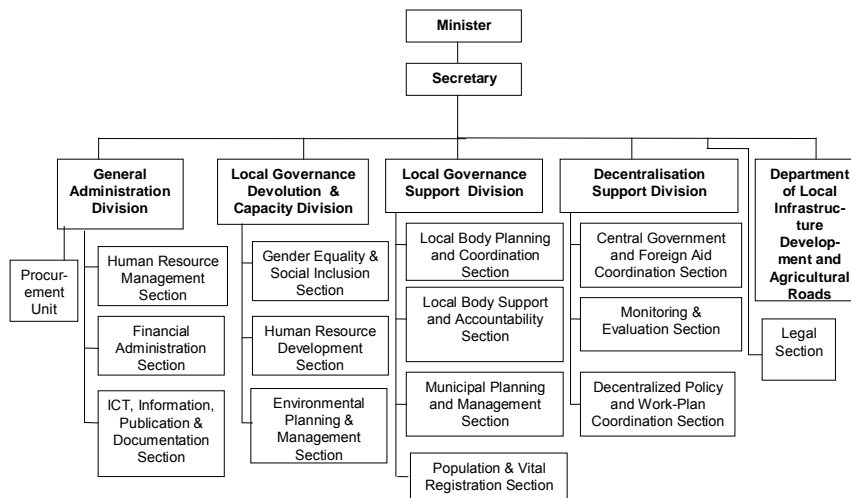 Minister
Secretary
General
Administration
Division
Local Governance
Devolution &
Capacity Division
Local Governance
Support Division
Decentralisation
Support Division
Department
of Local
Infrastruc-
ture
Develop-
ment and
Agricultural
Roads
Procur-
ement
Unit
Human Resource
Management
Section
Financial
Administration
Section
ICT, Information,
Publication &
Documentation
Section
Gender Equality &
Social Inclusion
Section
Human Resource
Development
Section
Environmental
Planning &
Management
Section
Local Body Planning
and Coordination
Section
Local Body Support
and Accountability
Section
Municipal Planning
and Management
Section
Population & Vital
Registration Section
Central Government
and Foreign Aid
Coordination Section
Monitoring &
Evaluation Section
Decentralized Policy
and Work-Plan
Coordination Section
Legal
Section